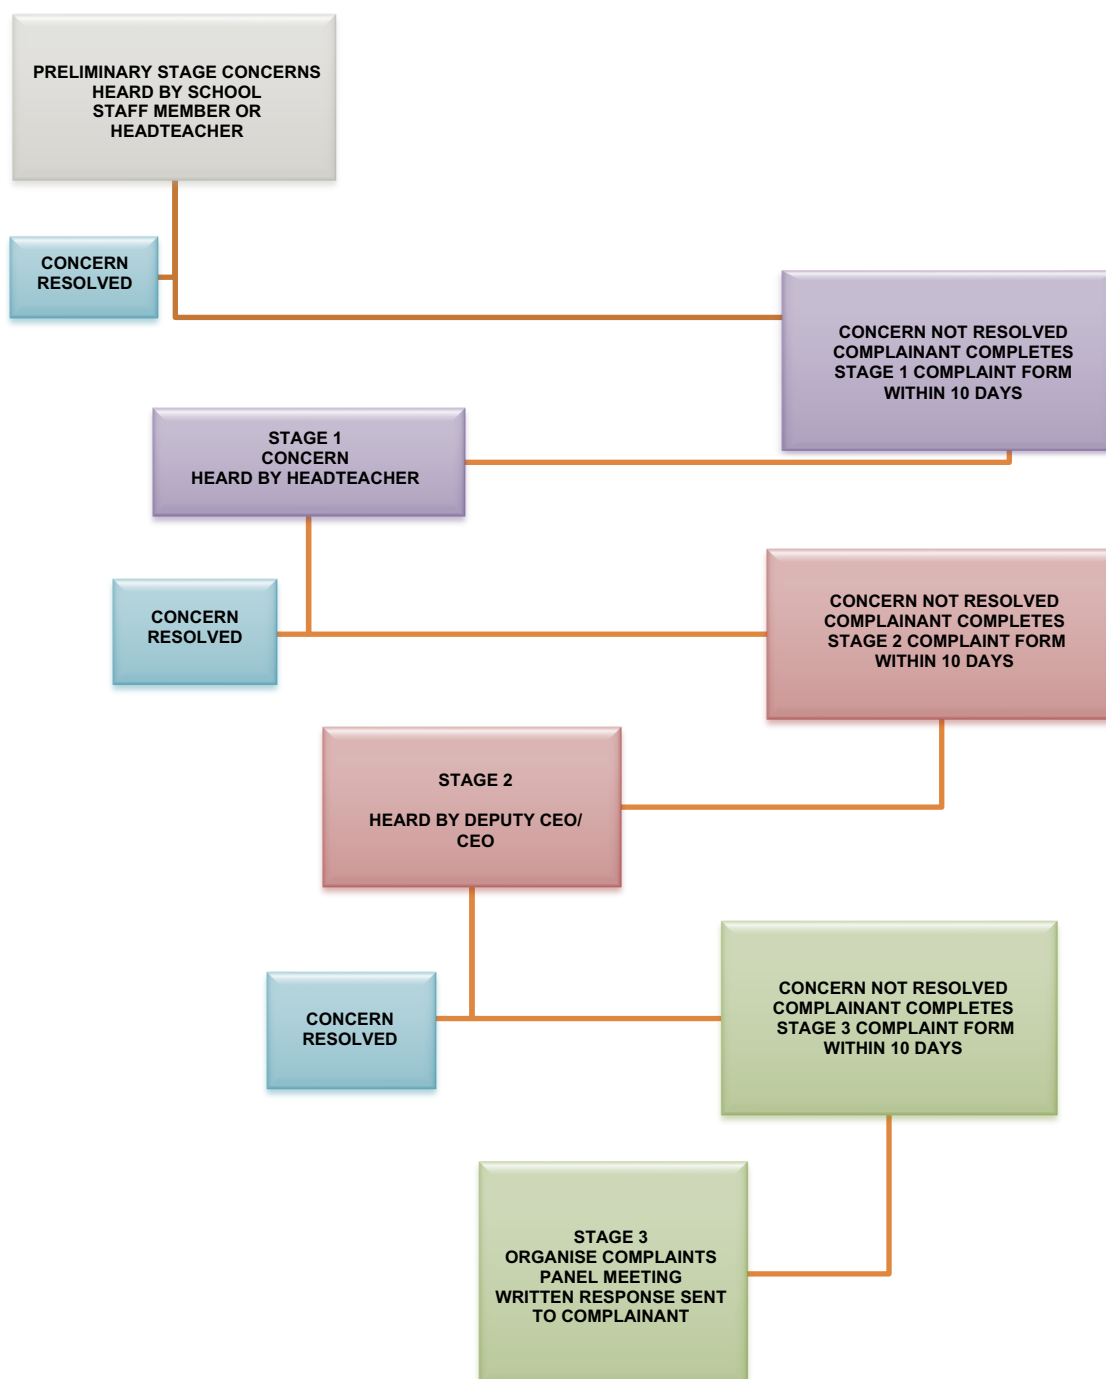 PRELIMINARY STAGE CONCERNS
HEARD BY SCHOOL
STAFF MEMBER OR
HEADTEACHER
CONCERN
RESOLVED
CONCERN NOT RESOLVED
COMPLAINANT COMPLETES
STAGE 1 COMPLAINT FORM
WITHIN 10 DAYS
STAGE 1
CONCERN
HEARD BY HEADTEACHER
CONCERN
RESOLVED
CONCERN NOT RESOLVED
COMPLAINANT COMPLETES
STAGE 2 COMPLAINT FORM
WITHIN 10 DAYS
STAGE 2
HEARD BY DEPUTY CEO/
CEO
CONCERN
RESOLVED
CONCERN NOT RESOLVED
COMPLAINANT COMPLETES
STAGE 3 COMPLAINT FORM
WITHIN 10 DAYS
STAGE 3
ORGANISE COMPLAINTS
PANEL MEETING
WRITTEN RESPONSE SENT
TO COMPLAINANT